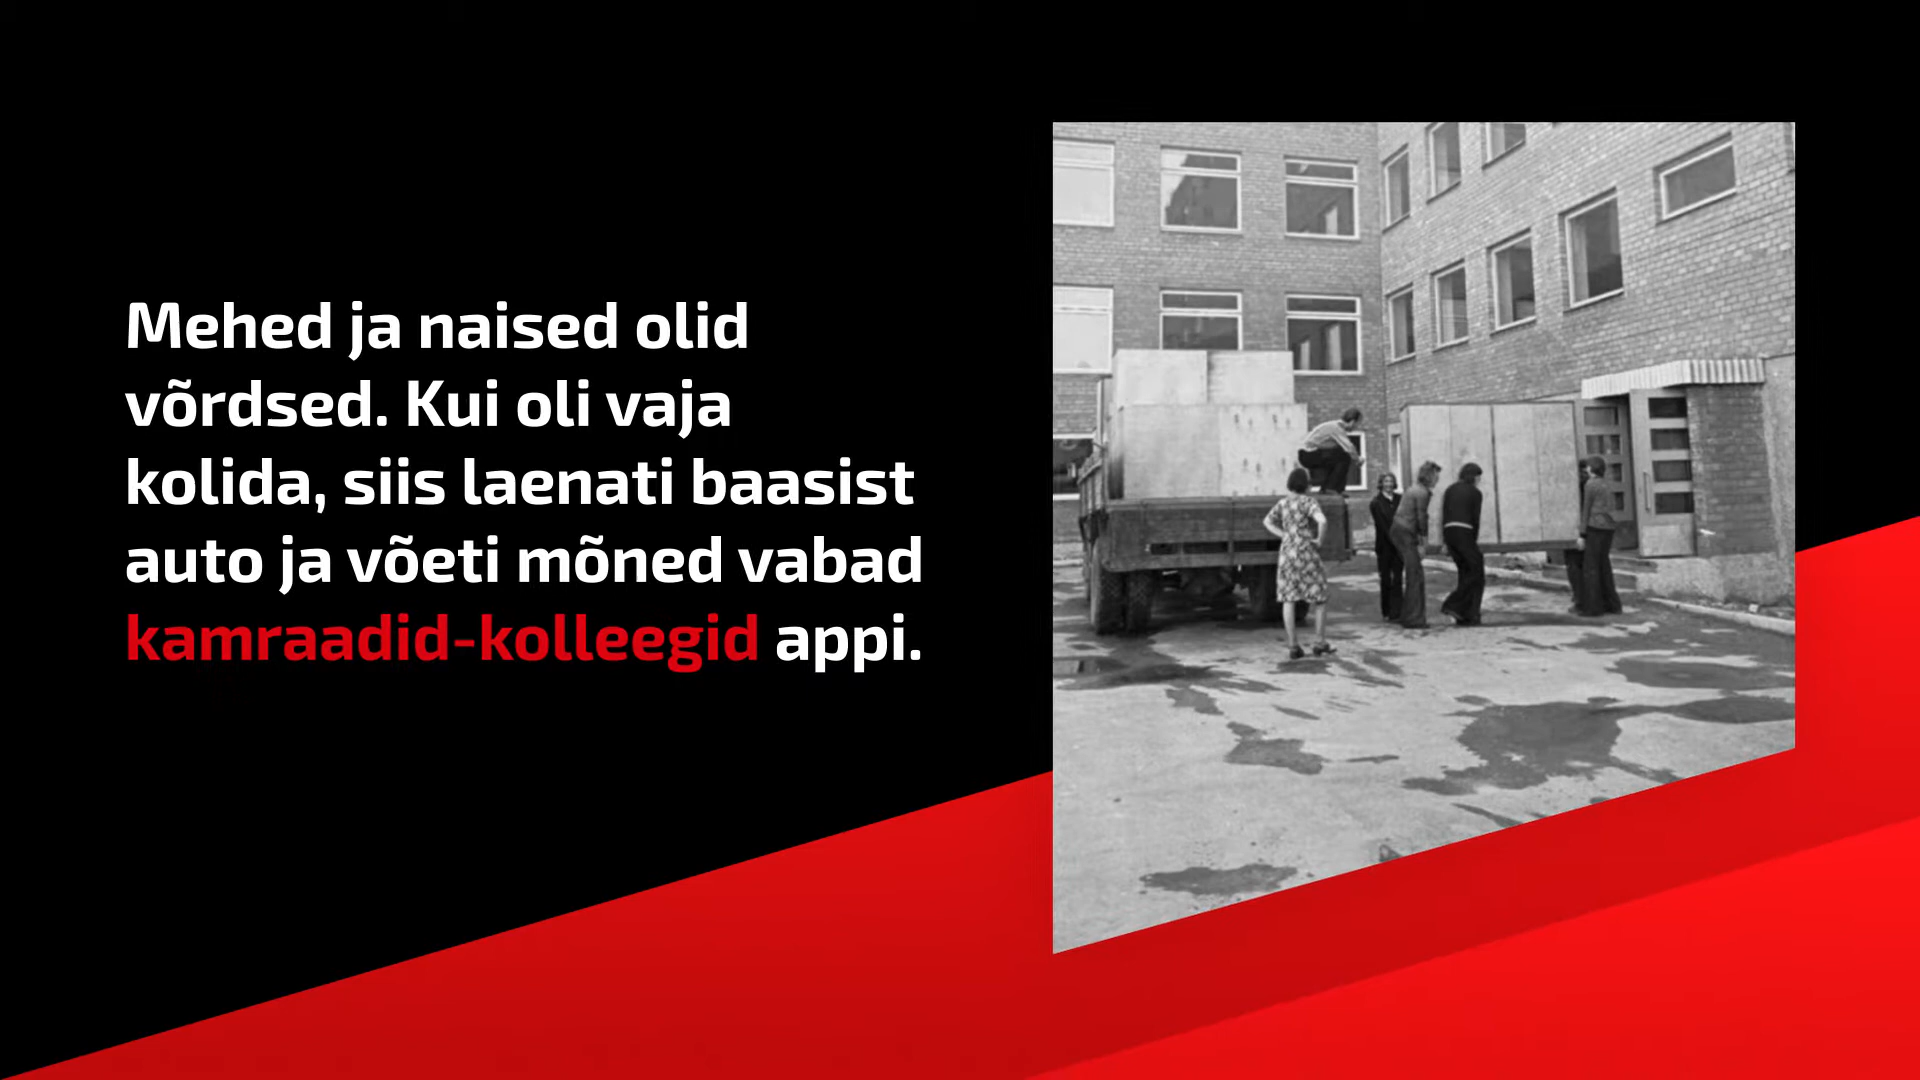 Mehed ja naised olid
võrdsed. Kui oli vaja
kolida, siis laenati baasist
auto ja võeti mõned vabad
kamraadid-kolleegid appi.